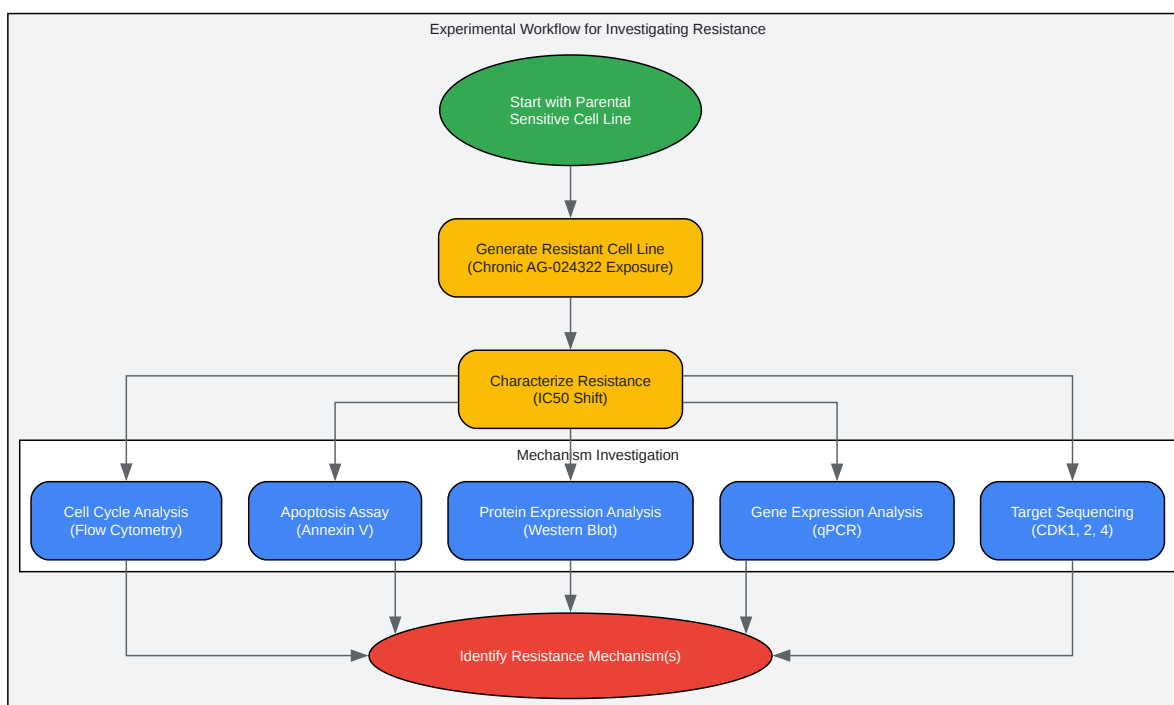 Experimental Workflow for Investigating Resistance
Start with Parental
Sensitive Cell Line
Generate Resistant Cell Line
(Chronic AG-024322 Exposure)
Characterize Resistance
(IC50 Shift)
Mechanism Investigation
Cell Cycle Analysis
(Flow Cytometry)
Apoptosis Assay
(Annexin V)
Protein Expression Analysis
(Western Blot)
Gene Expression Analysis
(qPCR)
Target Sequencing
(CDK1, 2, 4)
Identify Resistance Mechanism(s)